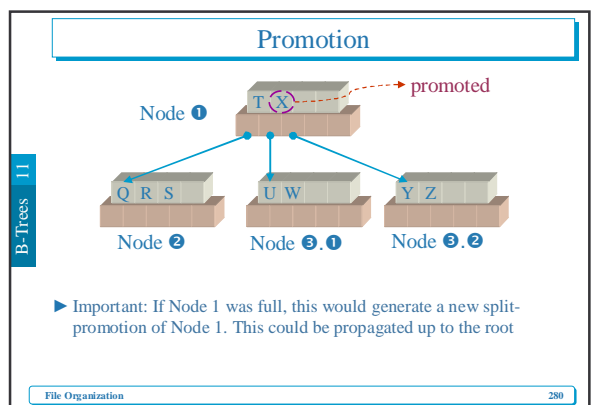 Promotion
promoted
T X
Node ❶
Q R S
U W
Y Z
Node ❷
Node ❸.❶
Node ❸.❷
B-Trees 11
► Important: If Node 1 was full, this would generate a new split-
promotion of Node 1. This could be propagated up to the root
File Organization
280